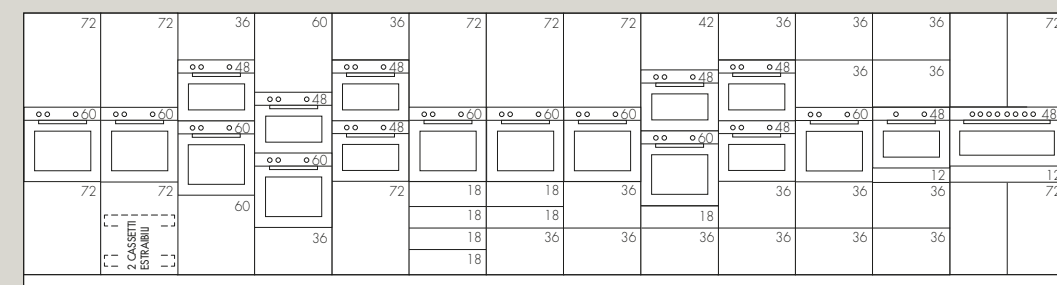 72 72 36 60 36 72 72 72 42 36 36 36 72
48 48 48 48 48 36 36
60 60 60 60 48 60 60 60 60 48 60 48 48
12 12
72 72 60 36 72 18 18 36 18 36 36 36 72
18 18
18 36 36 36 36 36 36
18
2 CASSETTI
ESTRAIBILI